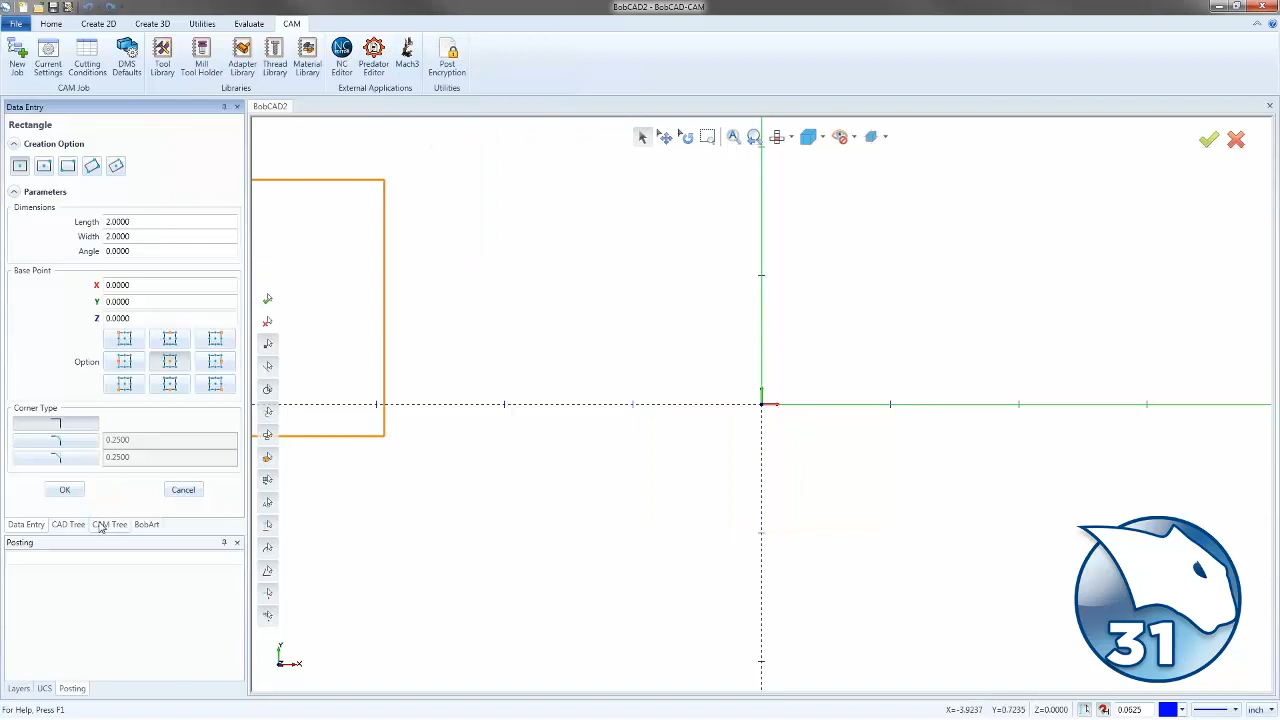 BobCAD2 - BobCAD-CAM
File Home Create 2D Create 3D Utilities Evaluate CAM
New Job
Current Settings
Cutting Conditions
DMS Defaults
Tool Library
Mill Tool Holder
Adapter Library
Thread Library
Material Library
NC Editor
Predator Editor
Mach3
Post Encryption
CAM Job Libraries External Applications Utilities
Data Entry
BobCAD2
Rectangle
Creation Option
Parameters
Dimensions
Length 2.0000
Width 2.0000
Angle 0.0000
Base Point
X 0.0000
Y 0.0000
Z 0.0000
Option
Corner Type
0.2500
0.2500
OK Cancel
Data Entry CAD Tree CAM Tree BobArt
Posting
31
Y
X
Layers UCS Posting
For Help, Press F1
X=-3.9237 Y=0.7235 Z=0.0000 0.0625 inch